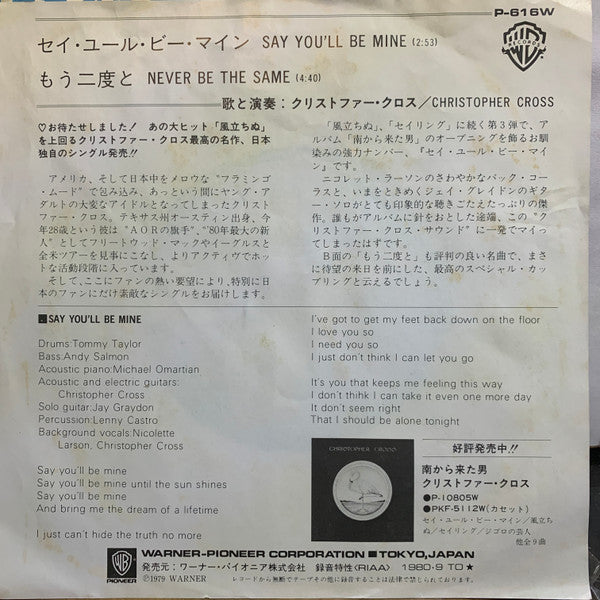 P-616W
セイ・ユール・ビー・マイン SAY YOU'LL BE MINE (2:53)
もう二度と NEVER BE THE SAME (4:40)
歌と演奏：クリストファー・クロス／CHRISTOPHER CROSS
WB
RECORDS
♡お待たせしました！ あの大ヒット「風立ちぬ」
を上回るクリストファー・クロス最高の名作、日本
独自のシングル発売!!
アメリカ、そして日本中をメロウな“フラミンゴ
・ムード”で包み込み、あっという間にヤング・ア
ダルトの大変なアイドルとなってしまったクリスト
ファー・クロス。テキサス州オースティン出身、今
年28歳という彼は“AORの旗手”、“'80年最大の新
人”としてフリートウッド・マックやイーグルスと
全米ツアーを見事にこなし、よりアクティヴでホッ
トな活動段階に入っています。
そして、ここにファンの熱い要望により、特別に日
本のファンにだけ素敵なシングルをお届けします。
「風立ちぬ」、「セイリング」に続く第3弾で、ア
ルバム「南から来た男」のオープニングを飾るお馴
染みの強力ナンバー、『セイ・ユール・ビー・マイ
ン』です。
ニコレット・ラーソンのさわやかなバック・コー
ラスと、いまをときめくジェイ・グレイドンのギタ
ー・ソロがとても印象的な聴きごたえたっぷりの傑
作。誰もがアルバムに針をおとした途端、この“ク
リストファー・クロス・サウンド”に一発でマイっ
てしまったはずです。
B面の「もう二度と」も評判の良い名曲で、まさ
に待望の来日を前にした、最高のスペシャル・カッ
プリングと云えるでしょう。
■SAY YOU'LL BE MINE
Drums:Tommy Taylor
Bass:Andy Salmon
Acoustic piano:Michael Omartian
Acoustic and electric guitars:
Christopher Cross
Solo guitar:Jay Graydon
Percussion:Lenny Castro
Background vocals:Nicolette
Larson, Christopher Cross
Say you'll be mine
Say you'll be mine until the sun shines
Say you'll be mine
And bring me the dream of a lifetime
I just can't hide the truth no more
I've got to get my feet back down on the floor
I love you so
I need you so
I just don't think I can let you go
It's you that keeps me feeling this way
I don't thihk I can take it even one more day
It don't seem right
That I should be alone tonight
CHRISTOPHER CROSS
好評発売中!!
南から来た男
クリストファー・クロス
●P-10805W
●PKF-5112W(カセット)
セイ・ユール・ビー・マイン／風立ち
ぬ／セイリング／ジゴロの芸人
他全9曲
WB
PIONEER
WARNER-PIONEER CORPORATION ■ TOKYO,JAPAN
発売元：ワーナー・パイオニア株式会社 録音特性〈RIAA〉 1980・9 TO★
Ⓟ1979 WARNER レコードから無断でテープその他に録音することは法律で禁じられております。